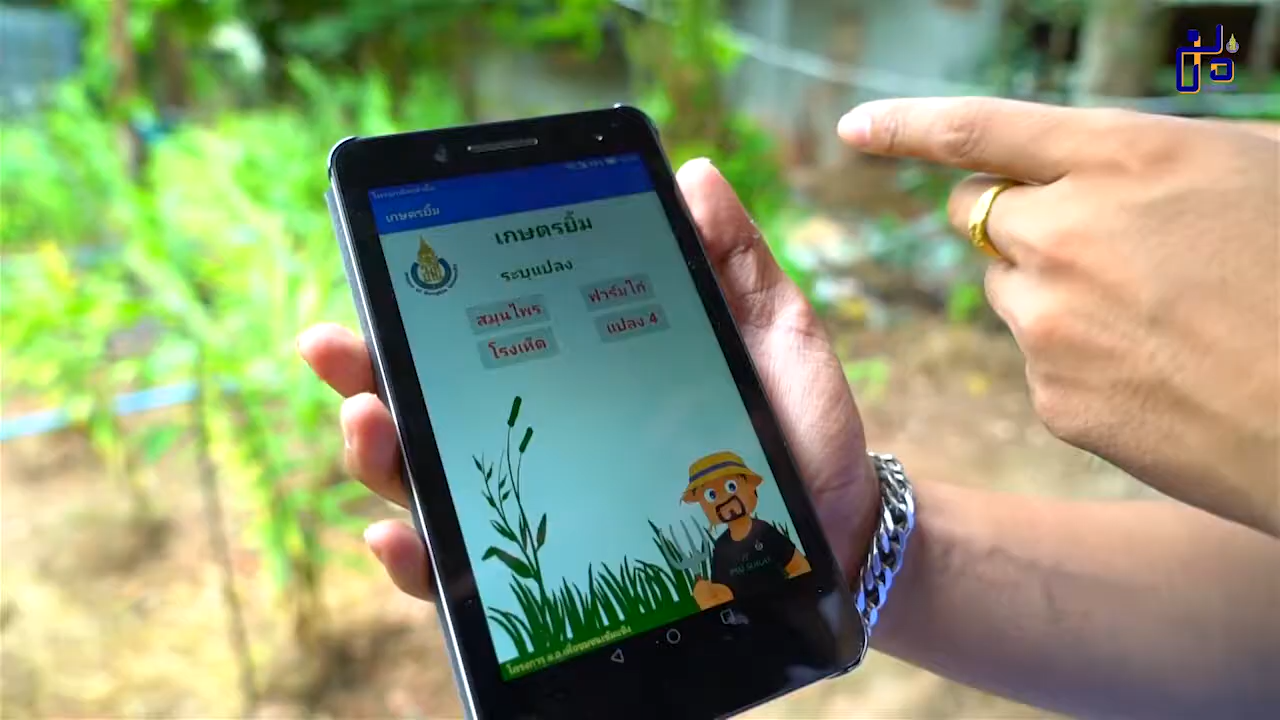 เกษตรยิ้ม
เกษตรยิ้ม
ระบุแปลง
สมุนไพร
ฟาร์มไก่
โรงเห็ด
แปลง 4